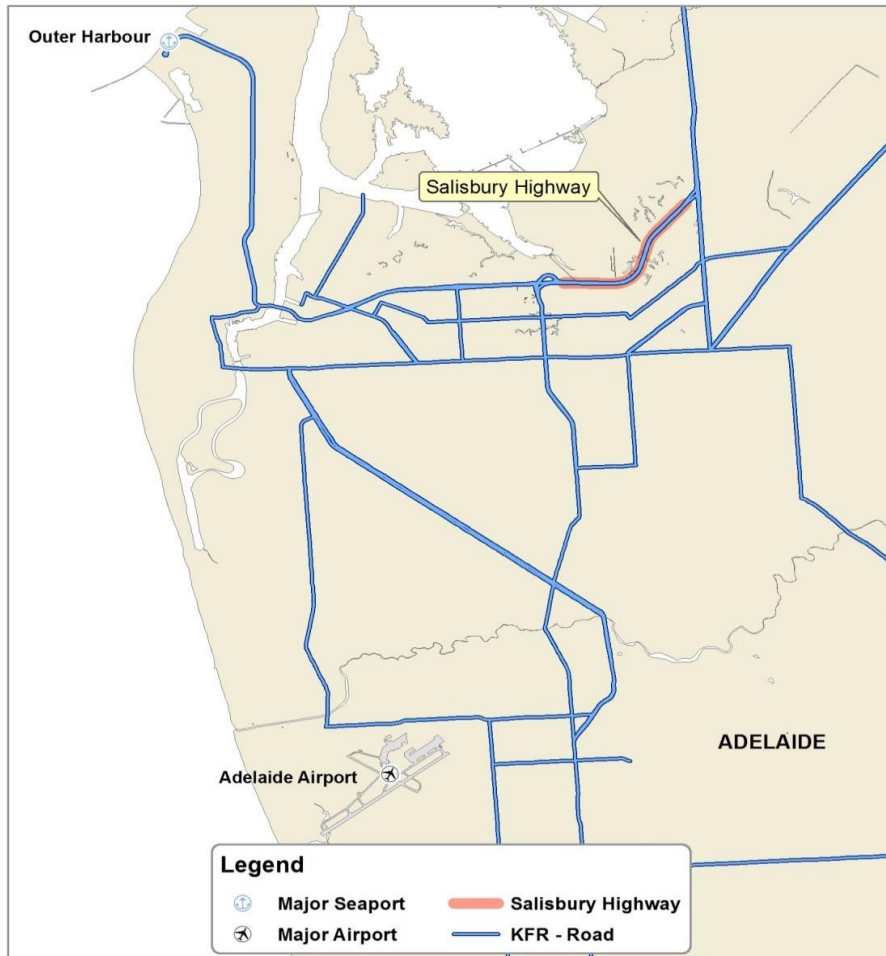 Outer Harbour
Salisbury Highway
ADELAIDE
Adelaide Airport
Legend
Major Seaport
Salisbury Highway
Major Airport
KFR - Road